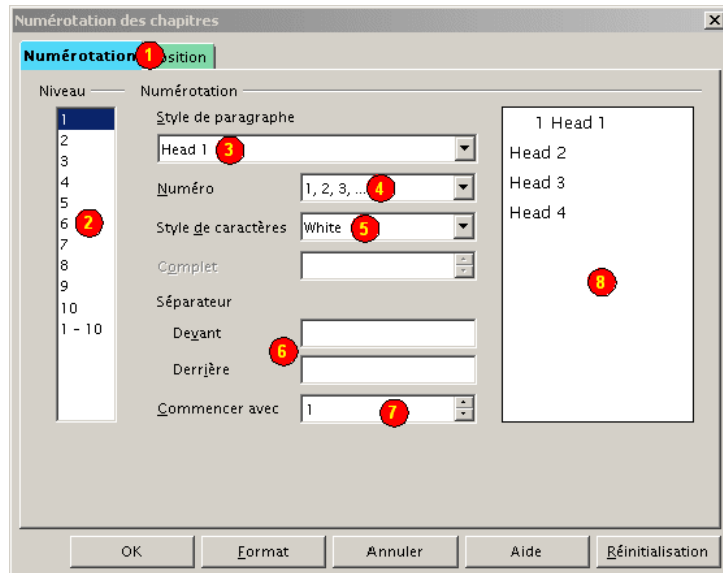 Numérotation des chapitres
Numérotation 1 osition
Niveau Numérotation
1
2
3
4
5
6 2
7
8
9
10
1 - 10
Style de paragraphe
Head 1 3
Numéro 1, 2, 3, ... 4
Style de caractères White 5
Complet
Séparateur
Devant
6
Derrière
Commencer avec 1 7
1 Head 1
Head 2
Head 3
Head 4
8
OK Format Annuler Aide Réinitialisation